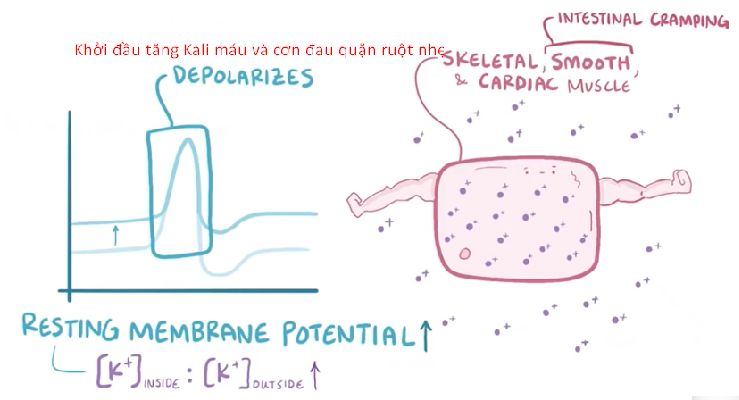 INTESTINAL CRAMPING
Khởi đầu tăng Kali máu và cơn đau quặn ruột nhẹ
SKELETAL, SMOOTH,
& CARDIAC MUSCLE
DEPOLARIZES
RESTING MEMBRANE POTENTIAL ↑
[K+]INSIDE : [K+]OUTSIDE ↑